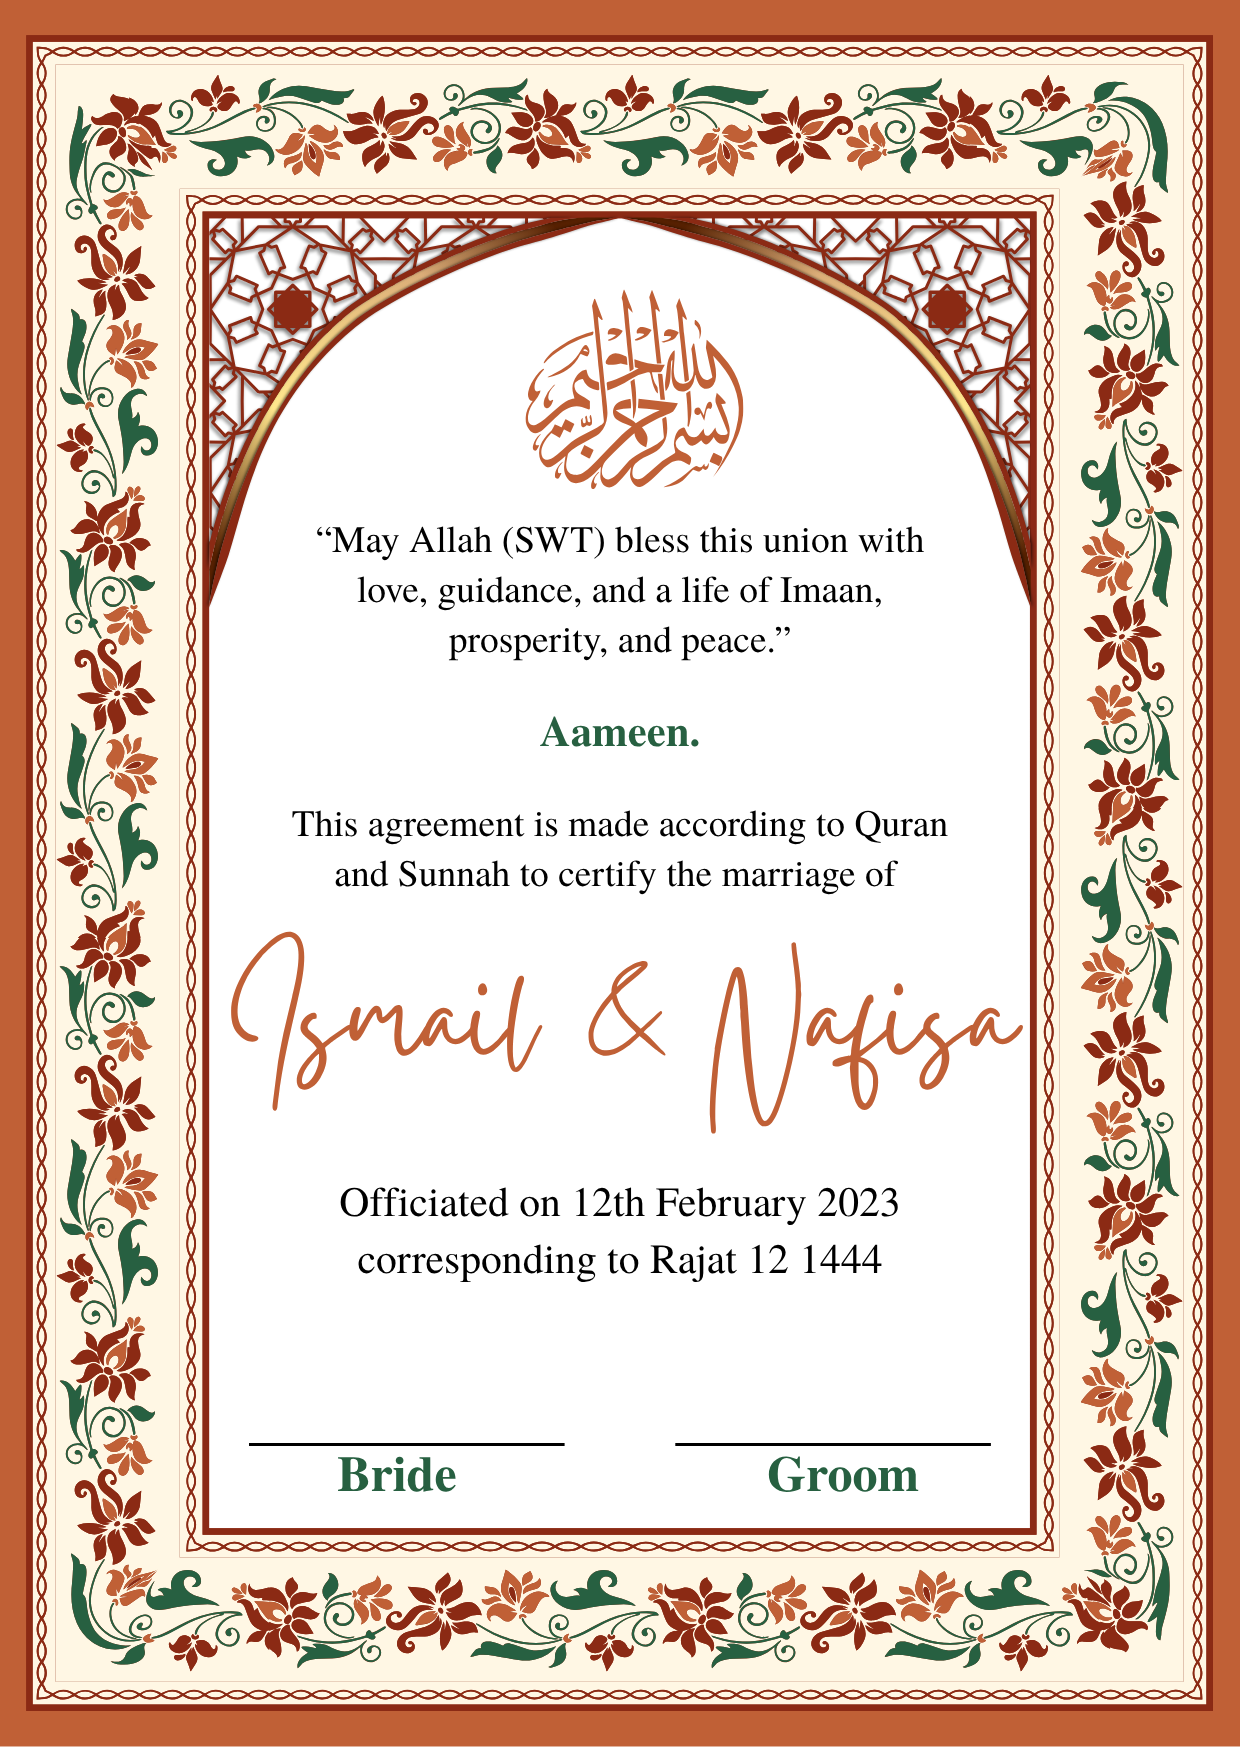 بسم الله الرحمن الرحيم
“May Allah (SWT) bless this union with
love, guidance, and a life of Imaan,
prosperity, and peace.”
Aameen.
This agreement is made according to Quran
and Sunnah to certify the marriage of
Ismail & Nafisa
Officiated on 12th February 2023
corresponding to Rajat 12 1444
Bride Groom